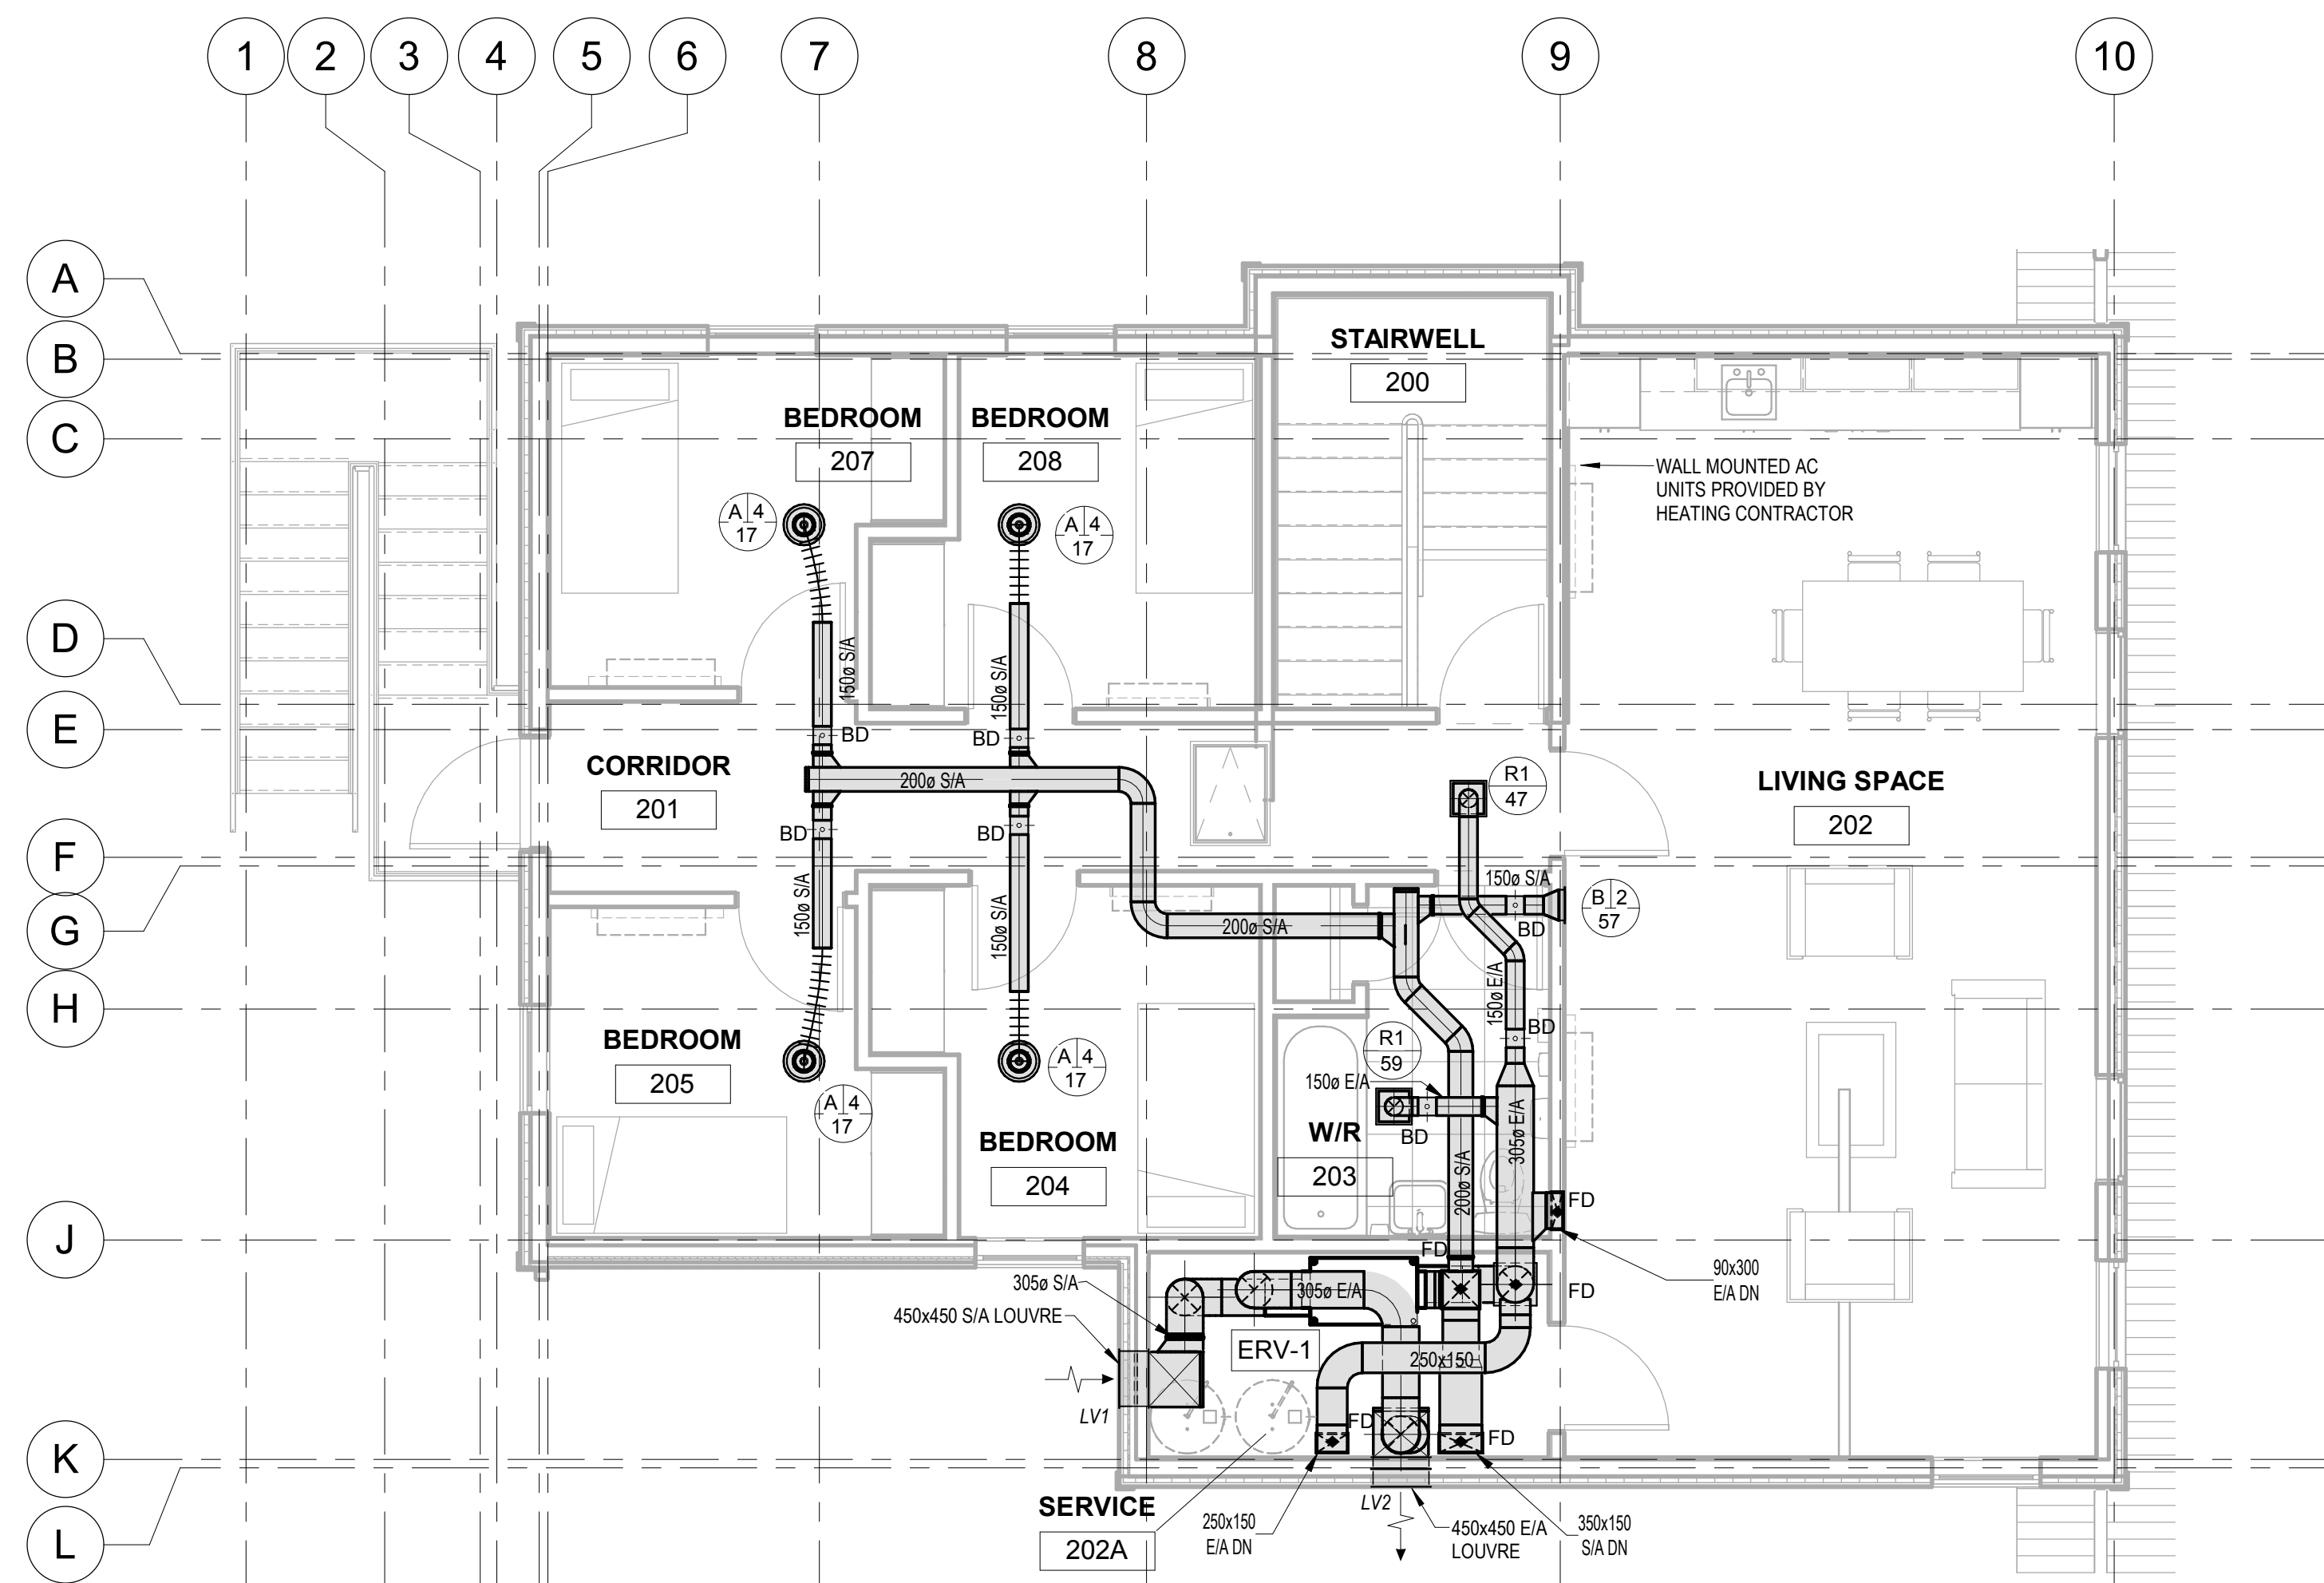 1
2
3
4
5
6
7
8
9
10
A
B
C
D
E
F
G
H
J
K
L
STAIRWELL
200
BEDROOM
207
BEDROOM
208
WALL MOUNTED AC
UNITS PROVIDED BY
HEATING CONTRACTOR
A 4
17
A 4
17
150ø S/A
150ø S/A
BD
BD
CORRIDOR
201
200ø S/A
R1
47
LIVING SPACE
202
BD
BD
150ø S/A
150ø S/A
150ø S/A
B 2
57
BD
200ø S/A
150ø E/A
BD
BEDROOM
205
A 4
17
A 4
17
R1
59
150ø E/A
BD
305ø E/A
BEDROOM
204
W/R
203
200ø S/A
FD
FD
FD
90x300
E/A DN
305ø S/A
305ø E/A
450x450 S/A LOUVRE
ERV-1
250x150
LV1
FD
FD
SERVICE
202A
250x150
E/A DN
LV2
450x450 E/A
LOUVRE
350x150
S/A DN